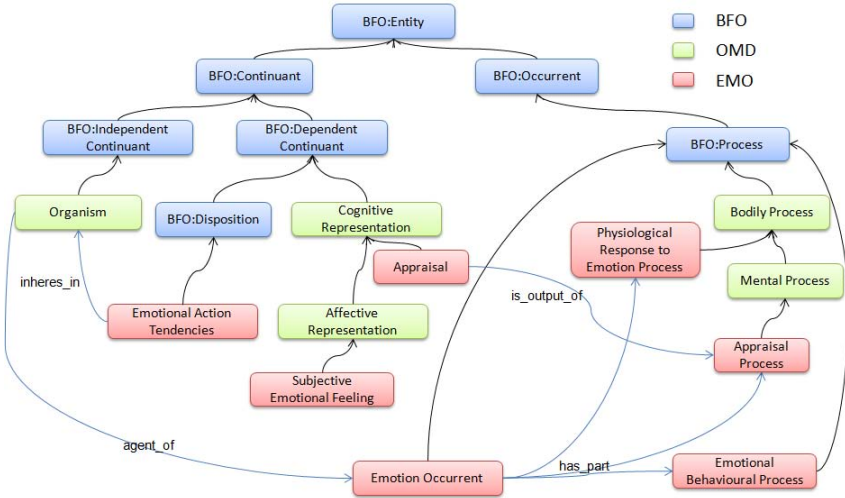 BFO:Entity
BFO
OMD
EMO
BFO:Continuant
BFO:Occurrent
BFO:Independent
Continuant
BFO:Dependent
Continuant
BFO:Process
Organism
BFO:Disposition
Cognitive
Representation
Bodily Process
Physiological
Response to
Emotion Process
Appraisal
inheres_in
is_output_of
Mental Process
Emotional Action
Tendencies
Affective
Representation
Appraisal
Process
Subjective
Emotional Feeling
agent_of
Emotion Occurrent
has_part
Emotional
Behavioural Process